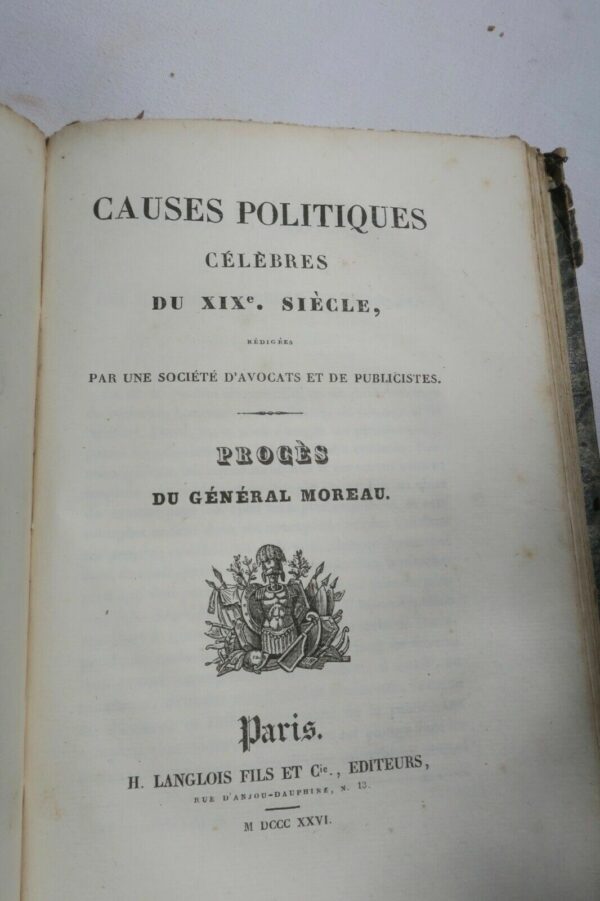 CAUSES POLITIQUES
CÉLÈBRES
DU XIXe. SIÈCLE,
RÉDIGÉES
PAR UNE SOCIÉTÉ D'AVOCATS ET DE PUBLICISTES.
PROCÈS
DU GÉNÉRAL MOREAU.
Paris.
H. LANGLOIS FILS ET Cie., EDITEURS,
RUE D'ANJOU-DAUPHINE, N. 13.
M DCCC XXVI.